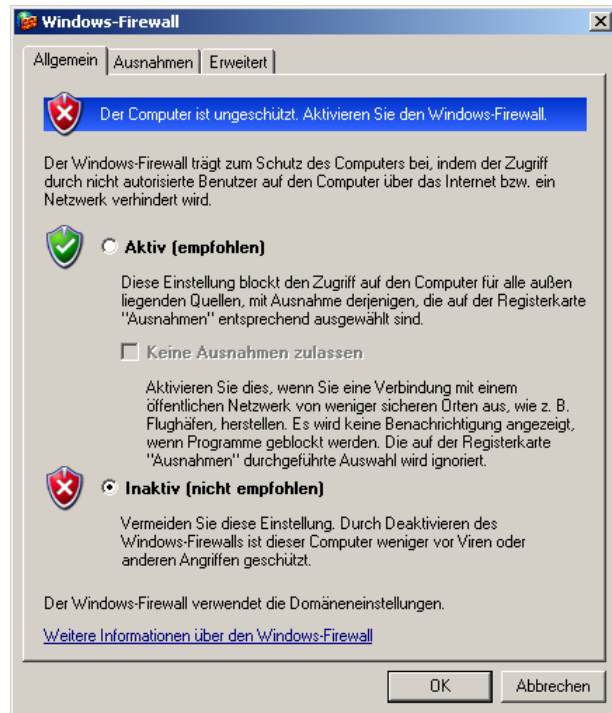 Windows-Firewall
Allgemein Ausnahmen Erweitert
Der Computer ist ungeschützt. Aktivieren Sie den Windows-Firewall.
Der Windows-Firewall trägt zum Schutz des Computers bei, indem der Zugriff
durch nicht autorisierte Benutzer auf den Computer über das Internet bzw. ein
Netzwerk verhindert wird.
Aktiv (empfohlen)
Diese Einstellung blockt den Zugriff auf den Computer für alle außen
liegenden Quellen, mit Ausnahme derjenigen, die auf der Registerkarte
"Ausnahmen" entsprechend ausgewählt sind.
Keine Ausnahmen zulassen
Aktivieren Sie dies, wenn Sie eine Verbindung mit einem
öffentlichen Netzwerk von weniger sicheren Orten aus, wie z. B.
Flughäfen, herstellen. Es wird keine Benachrichtigung angezeigt,
wenn Programme geblockt werden. Die auf der Registerkarte
"Ausnahmen" durchgeführte Auswahl wird ignoriert.
Inaktiv (nicht empfohlen)
Vermeiden Sie diese Einstellung. Durch Deaktivieren des
Windows-Firewalls ist dieser Computer weniger vor Viren oder
anderen Angriffen geschützt.
Der Windows-Firewall verwendet die Domäneneinstellungen.
Weitere Informationen über den Windows-Firewall
OK Abbrechen